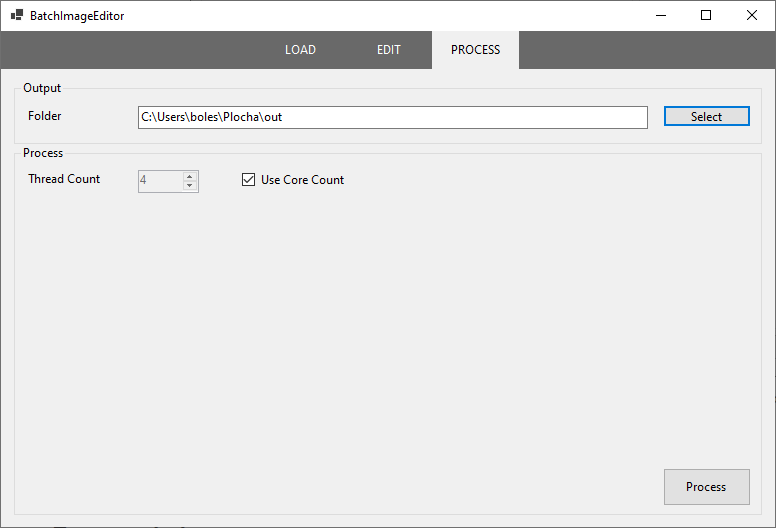 BatchImageEditor
LOAD EDIT PROCESS
Output
Folder C:\Users\boles\Plocha\out Select
Process
Thread Count 4 Use Core Count
Process